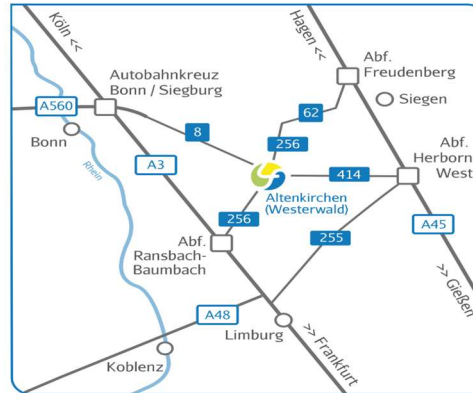 Köln <<
Hagen <<
Abf.
Freudenberg
Autobahnkreuz
Bonn / Siegburg
Siegen
A560
62
8
Bonn
256
Abf.
Herborn
West
Rhein
A3
414
Altenkirchen
(Westerwald)
256
A45
255
Abf.
Ransbach-
Baumbach
>> Gießen
A48
Limburg
Koblenz
>> Frankfurt